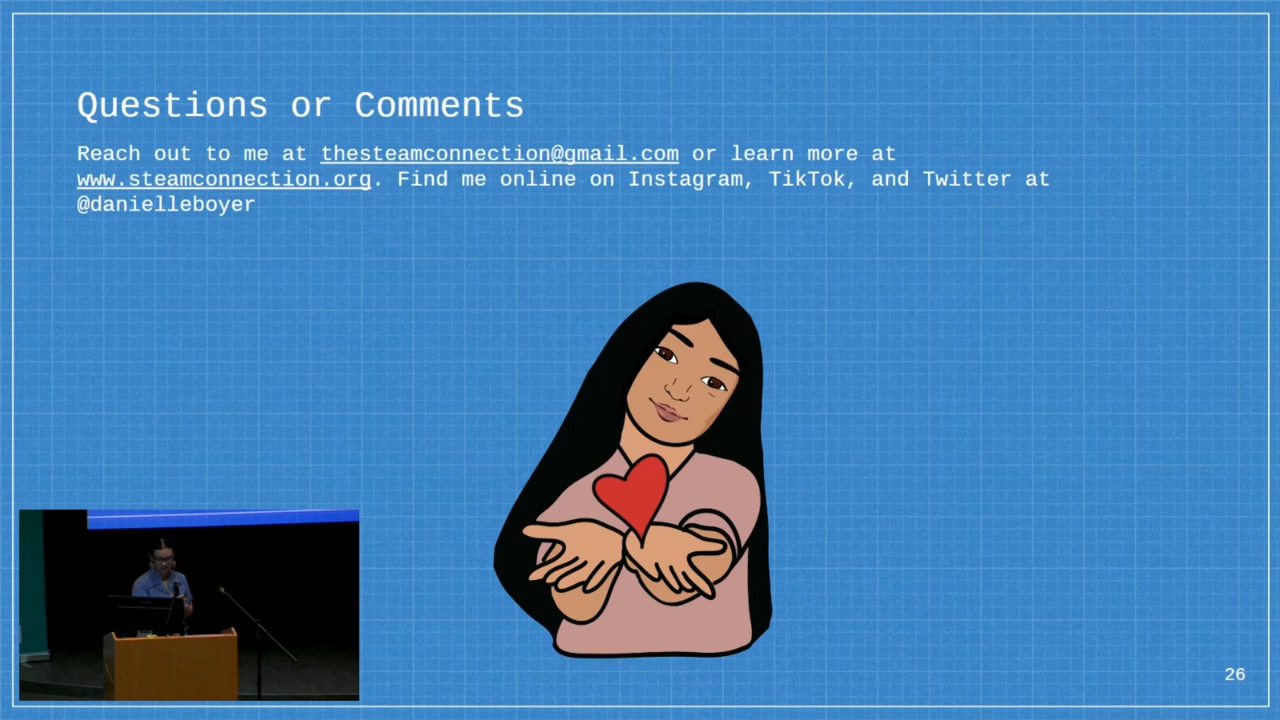 Questions or Comments
Reach out to me at thesteamconnection@gmail.com or learn more at
www.steamconnection.org. Find me online on Instagram, TikTok, and Twitter at
@danielleboyer
26